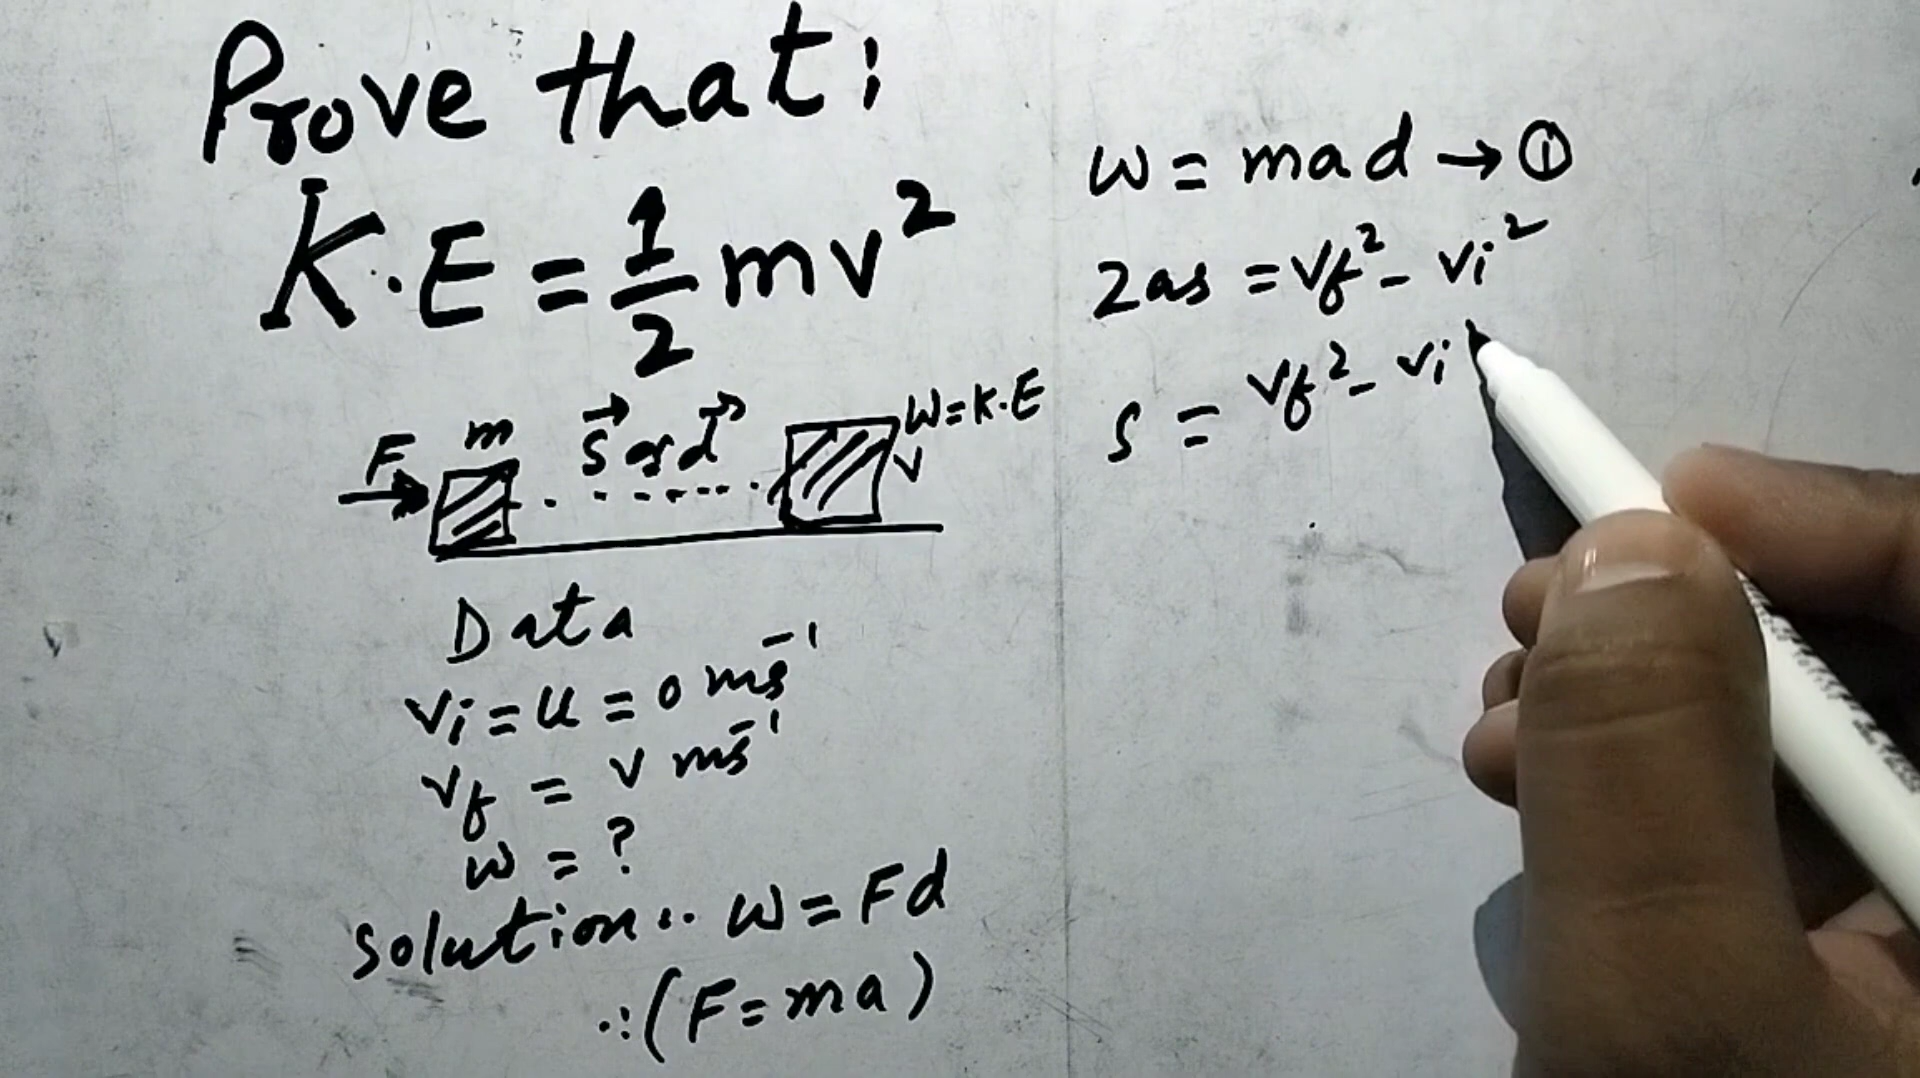 Prove that:
K.E = 1/2 mv²
F m s⃗ or d⃗ W=K.E
v
Data
vi = u = 0 ms⁻¹
vf = v ms⁻¹
w = ?
Solution:. W = Fd
∴ (F = ma)
w = mad → ①
2as = vf² - vi²
s = vf² - vi